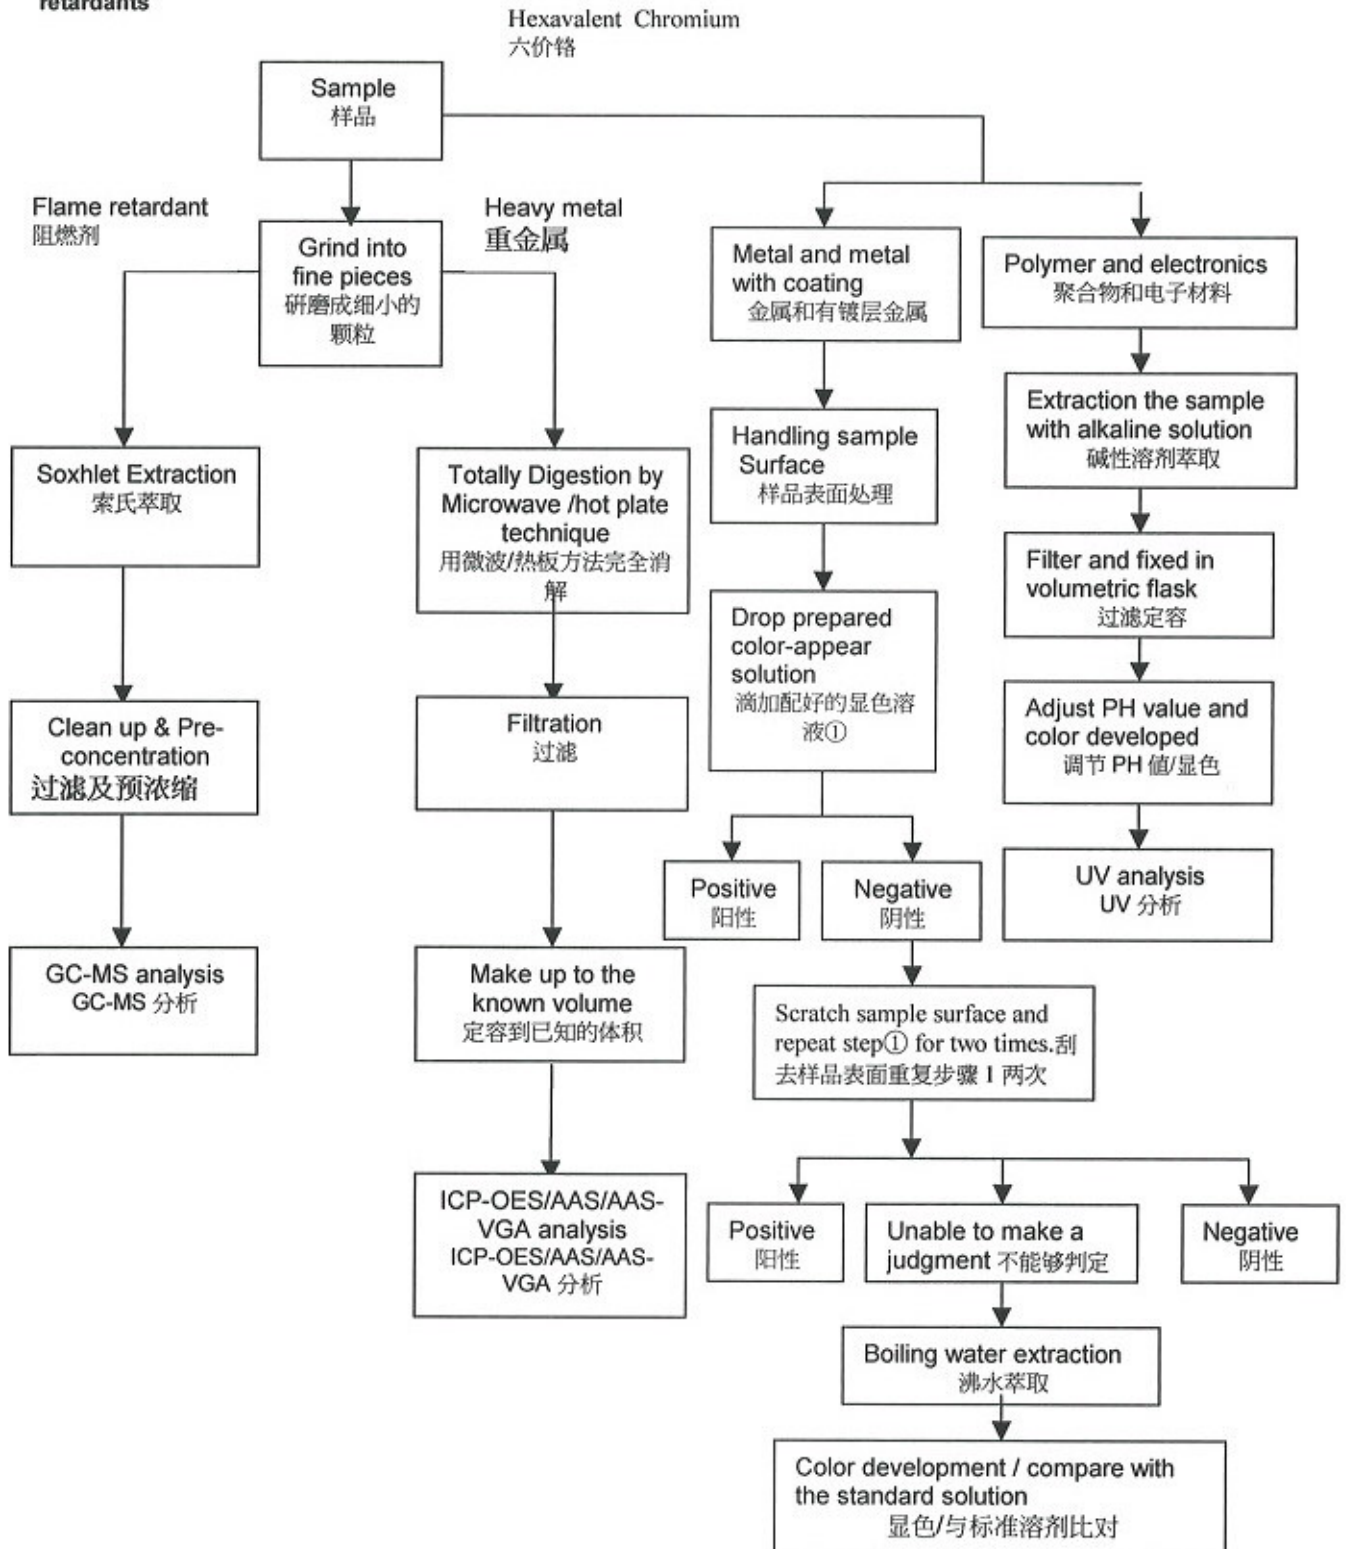 retardants
Hexavalent Chromium
六价铬
Sample
样品
Flame retardant
阻燃剂
Grind into
fine pieces
研磨成细小的
颗粒
Heavy metal
重金属
Soxhlet Extraction
索氏萃取
Clean up & Pre-
concentration
过滤及预浓缩
GC-MS analysis
GC-MS 分析
Totally Digestion by
Microwave /hot plate
technique
用微波/热板方法完全消
解
Filtration
过滤
Make up to the
known volume
定容到已知的体积
ICP-OES/AAS/AAS-
VGA analysis
ICP-OES/AAS/AAS-
VGA 分析
Metal and metal
with coating
金属和有镀层金属
Handling sample
Surface
样品表面处理
Drop prepared
color-appear
solution
滴加配好的显色溶
液①
Positive
阳性
Negative
阴性
Scratch sample surface and
repeat step① for two times.刮
去样品表面重复步骤 1 两次
Positive
阳性
Unable to make a
judgment 不能够判定
Negative
阴性
Boiling water extraction
沸水萃取
Color development / compare with
the standard solution
显色/与标准溶剂比对
Polymer and electronics
聚合物和电子材料
Extraction the sample
with alkaline solution
碱性溶剂萃取
Filter and fixed in
volumetric flask
过滤定容
Adjust PH value and
color developed
调节 PH 値/显色
UV analysis
UV 分析